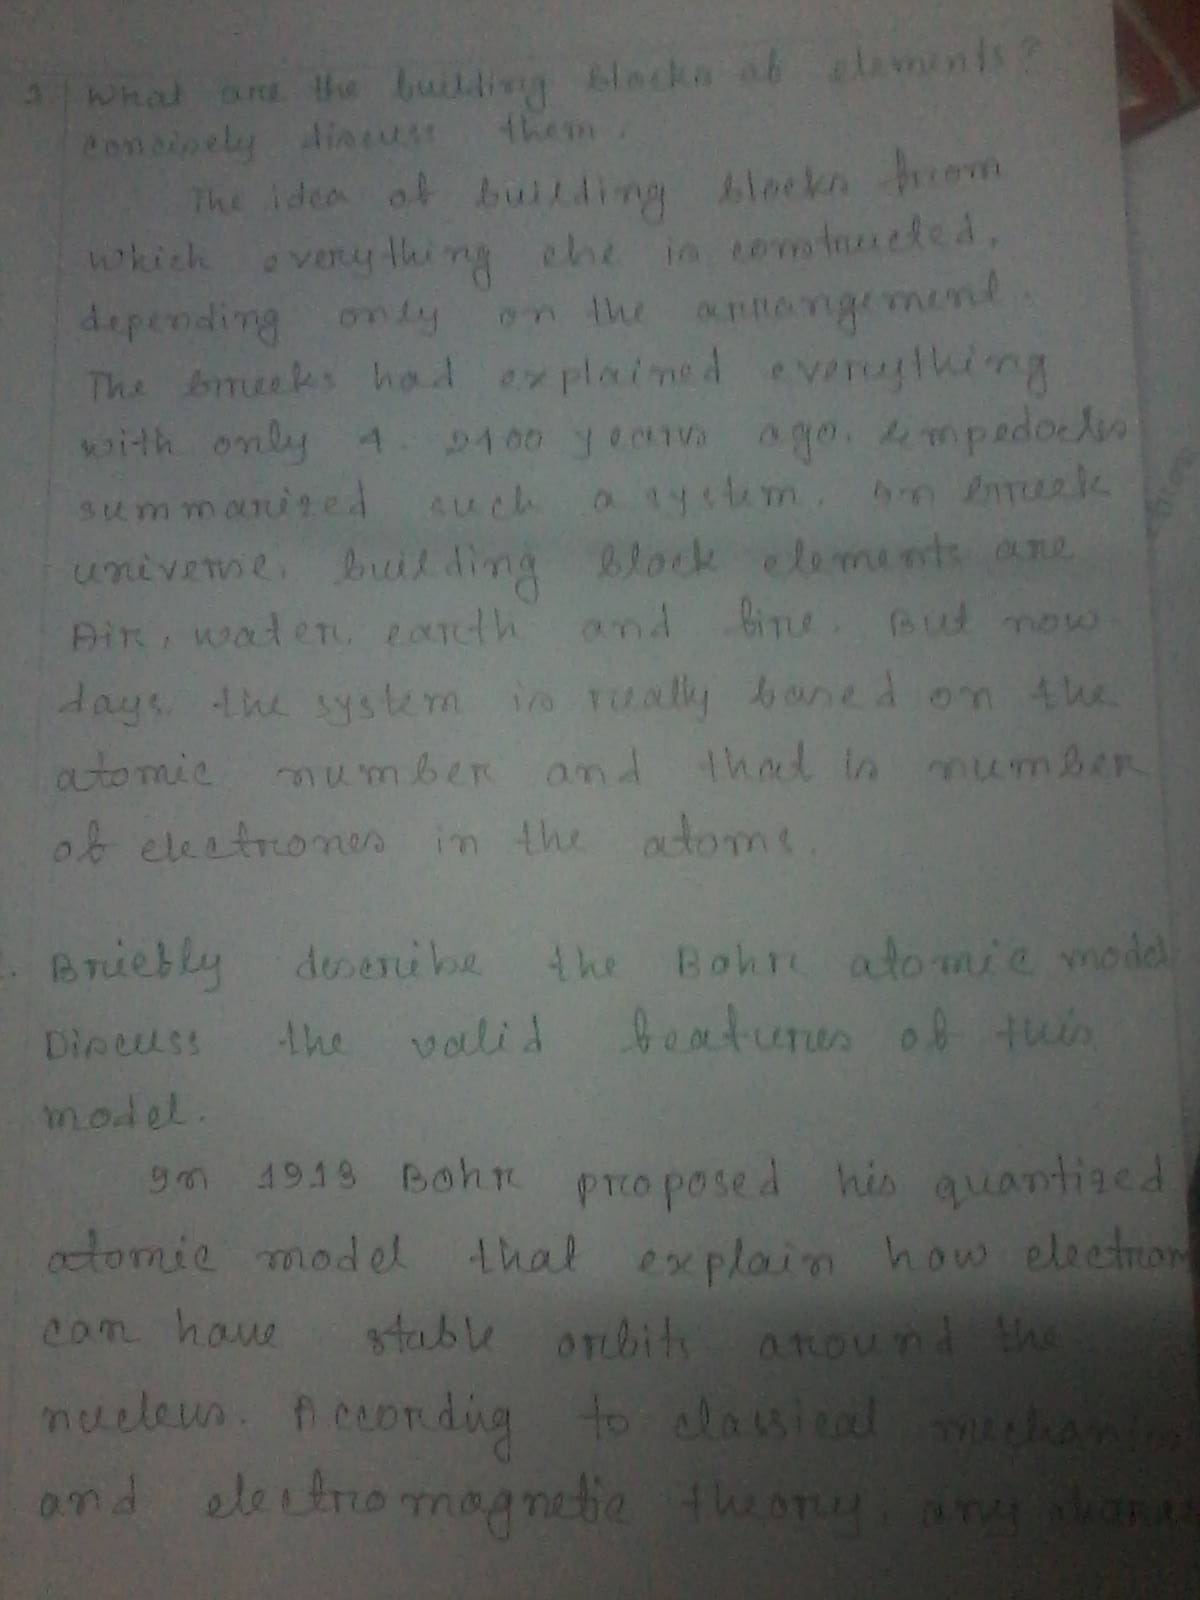 1. What are the building blocks of elements?
concisely discuss them.
The idea of building blocks from
which everything else is constructed,
depending only on the arrangement.
The Greeks had explained everything
with only 4. 2400 years ago. Empedocles
summarized such a system. In Greek
universe, building block elements are
Air, water, earth and fire. But now
days the system is really based on the
atomic number and that is number
of electrones in the atoms.
. Briefly describe the Bohr atomic model
Discuss the valid features of this
model.
In 1913 Bohr proposed his quantized
atomic model that explain how electron
can have stable orbits around the
nucleus. According to classical
and electromagnetic theory, any